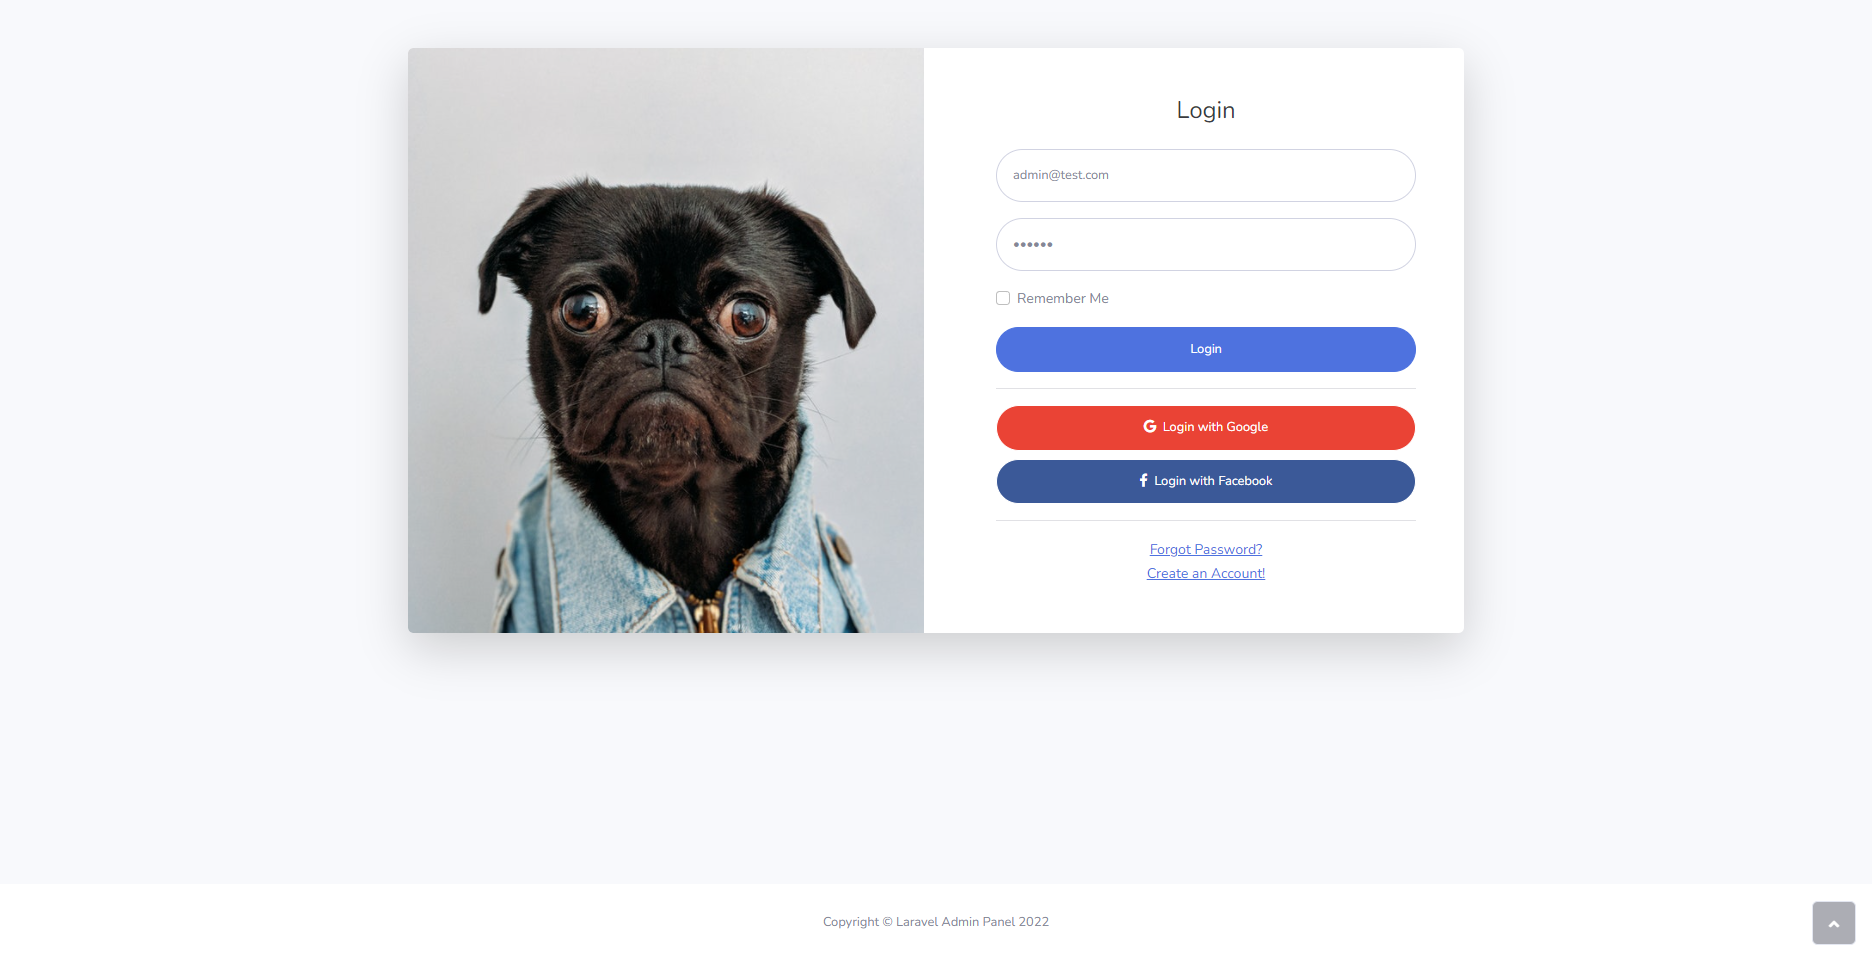 Login
admin@test.com
••••••
Remember Me
Login
Login with Google
Login with Facebook
Forgot Password?
Create an Account!
Copyright © Laravel Admin Panel 2022